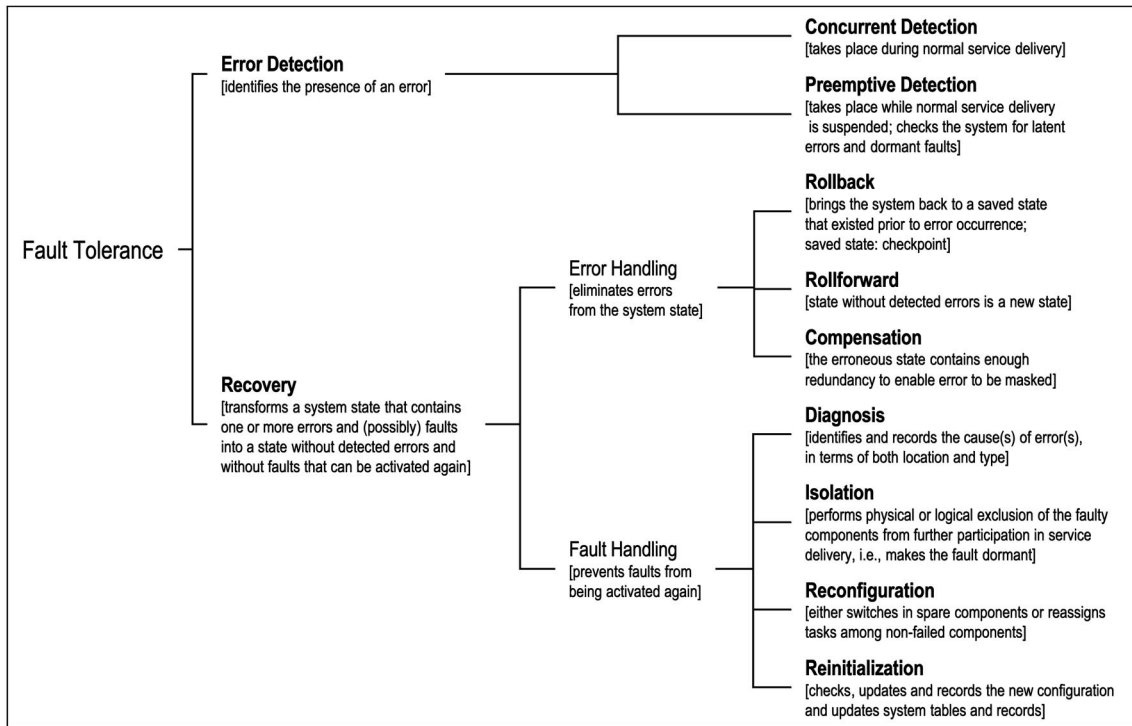 Fault Tolerance
Error Detection
[identifies the presence of an error]
Concurrent Detection
[takes place during normal service delivery]
Preemptive Detection
[takes place while normal service delivery
is suspended; checks the system for latent
errors and dormant faults]
Recovery
[transforms a system state that contains
one or more errors and (possibly) faults
into a state without detected errors and
without faults that can be activated again]
Error Handling
[eliminates errors
from the system state]
Rollback
[brings the system back to a saved state
that existed prior to error occurrence;
saved state: checkpoint]
Rollforward
[state without detected errors is a new state]
Compensation
[the erroneous state contains enough
redundancy to enable error to be masked]
Fault Handling
[prevents faults from
being activated again]
Diagnosis
[identifies and records the cause(s) of error(s),
in terms of both location and type]
Isolation
[performs physical or logical exclusion of the faulty
components from further participation in service
delivery, i.e., makes the fault dormant]
Reconfiguration
[either switches in spare components or reassigns
tasks among non-failed components]
Reinitialization
[checks, updates and records the new configuration
and updates system tables and records]